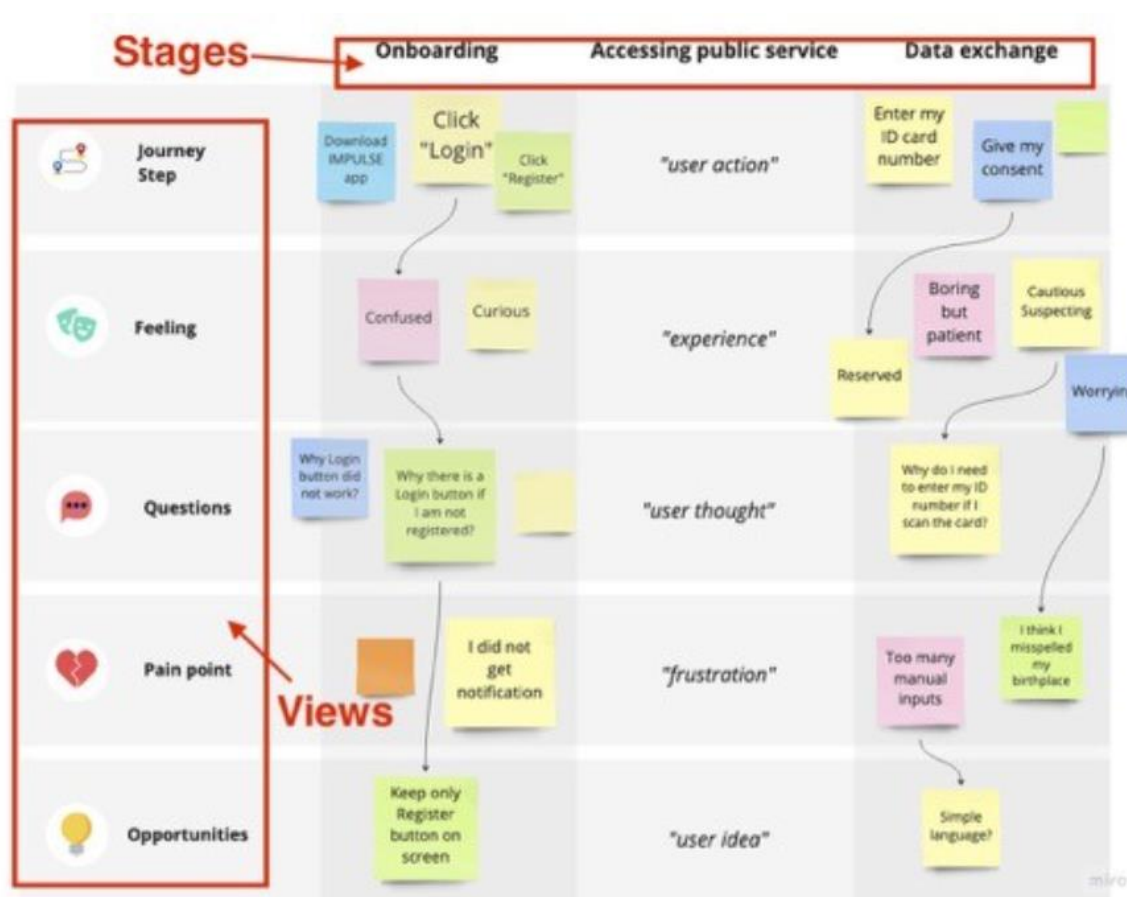 Stages
Onboarding
Accessing public service
Data exchange
Journey
Step
Download
IMPULSE
app
Click
"Login"
Click
"Register"
"user action"
Enter my
ID card
number
Give my
consent
Feeling
Confused
Curious
"experience"
Reserved
Boring
but
patient
Cautious
Suspecting
Worryin
Questions
Why Login
button did
not work?
Why there is a
Login button if
I am not
registered?
"user thought"
Why do I need
to enter my ID
number if I
scan the card?
Pain point
I did not
get
notification
"frustration"
Too many
manual
inputs
I think I
misspelled
my
birthplace
Views
Opportunities
Keep only
Register
button on
screen
"user idea"
Simple
language?
miro